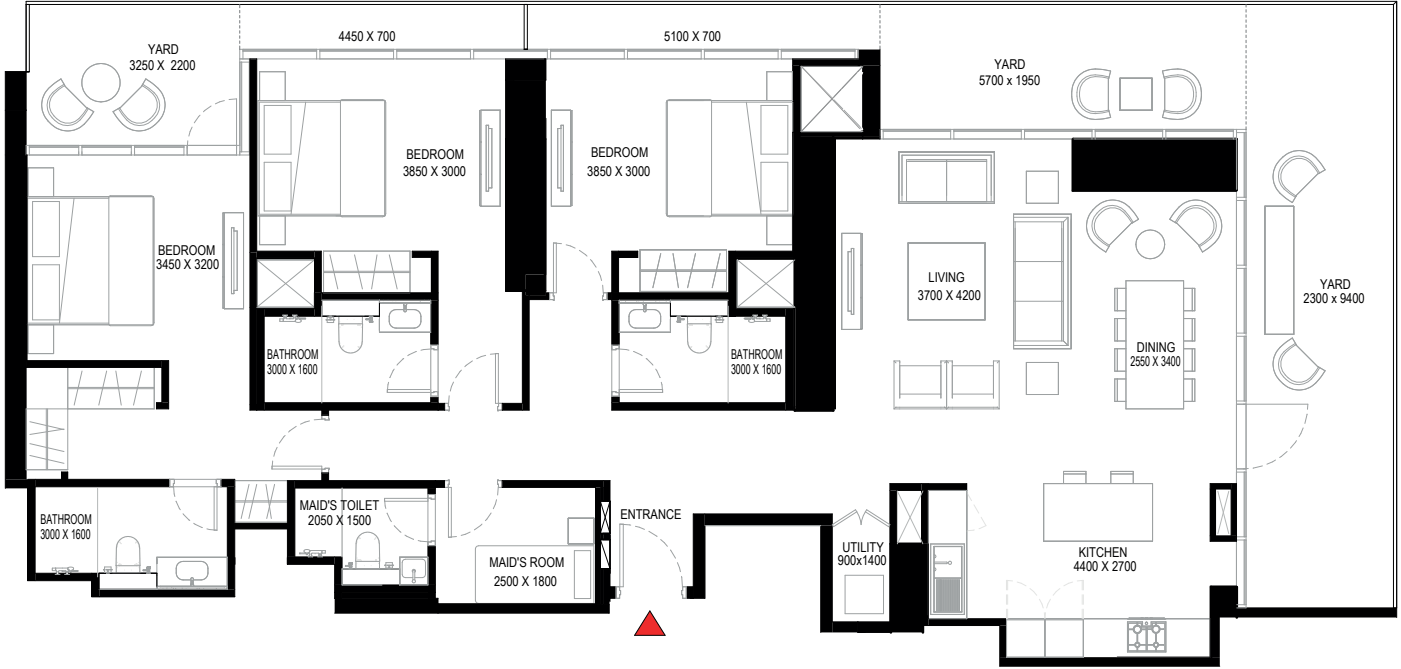 YARD
3250 X 2200
4450 X 700
5100 X 700
YARD
5700 x 1950
BEDROOM
3850 X 3000
BEDROOM
3850 X 3000
BEDROOM
3450 X 3200
LIVING
3700 X 4200
YARD
2300 x 9400
DINING
2550 X 3400
BATHROOM
3000 X 1600
BATHROOM
3000 X 1600
BATHROOM
3000 X 1600
MAID'S TOILET
2050 X 1500
MAID'S ROOM
2500 X 1800
ENTRANCE
UTILITY
900x1400
KITCHEN
4400 X 2700